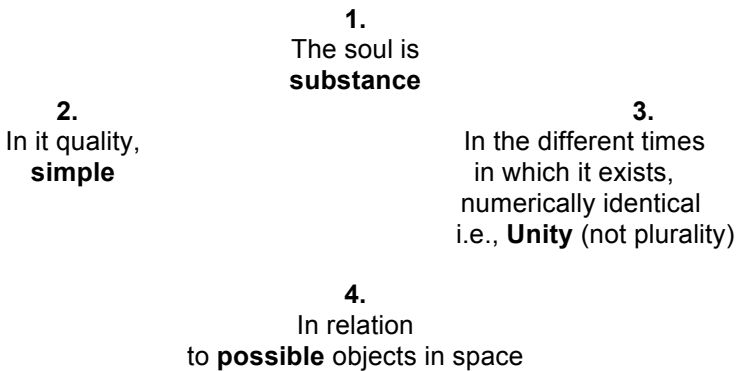 1.
The soul is
substance
2.
In it quality,
simple
3.
In the different times
in which it exists,
numerically identical
i.e., Unity (not plurality)
4.
In relation
to possible objects in space